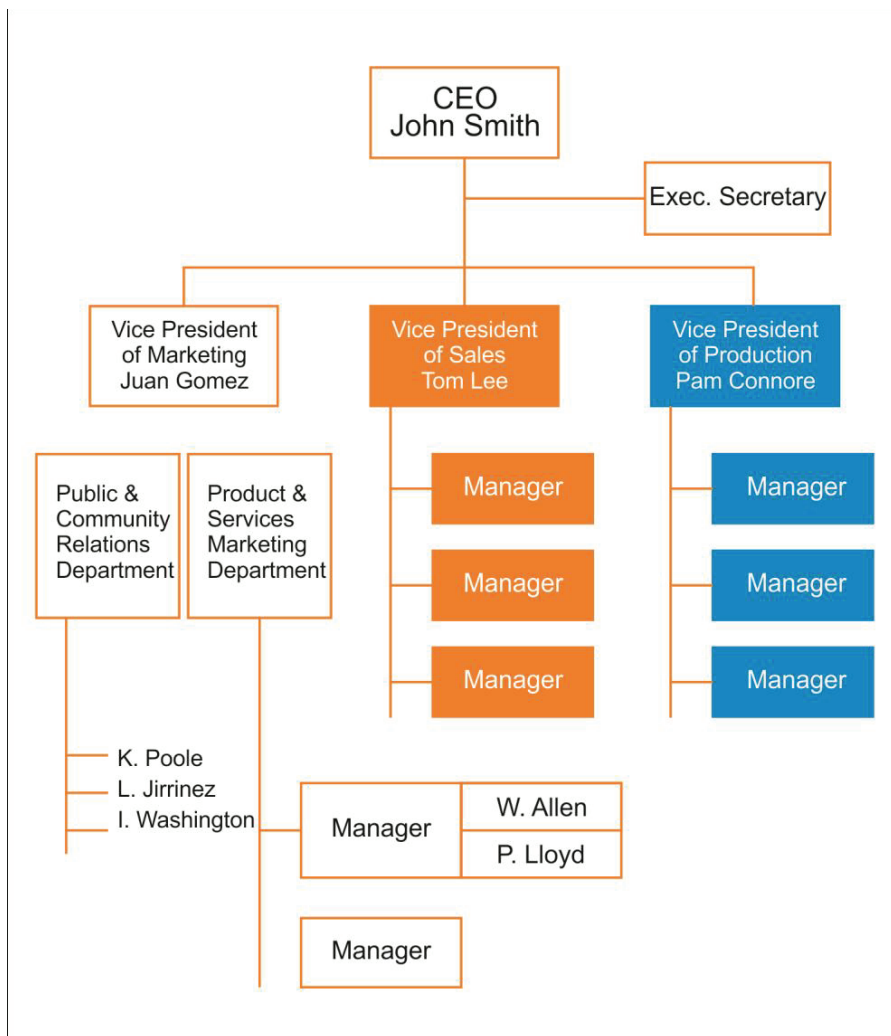 CEO
John Smith
Exec. Secretary
Vice President
of Marketing
Juan Gomez
Vice President
of Sales
Tom Lee
Vice President
of Production
Pam Connore
Public &
Community
Relations
Department
Product &
Services
Marketing
Department
Manager
Manager
Manager
Manager
Manager
Manager
K. Poole
L. Jirrinez
I. Washington
Manager
W. Allen
P. Lloyd
Manager